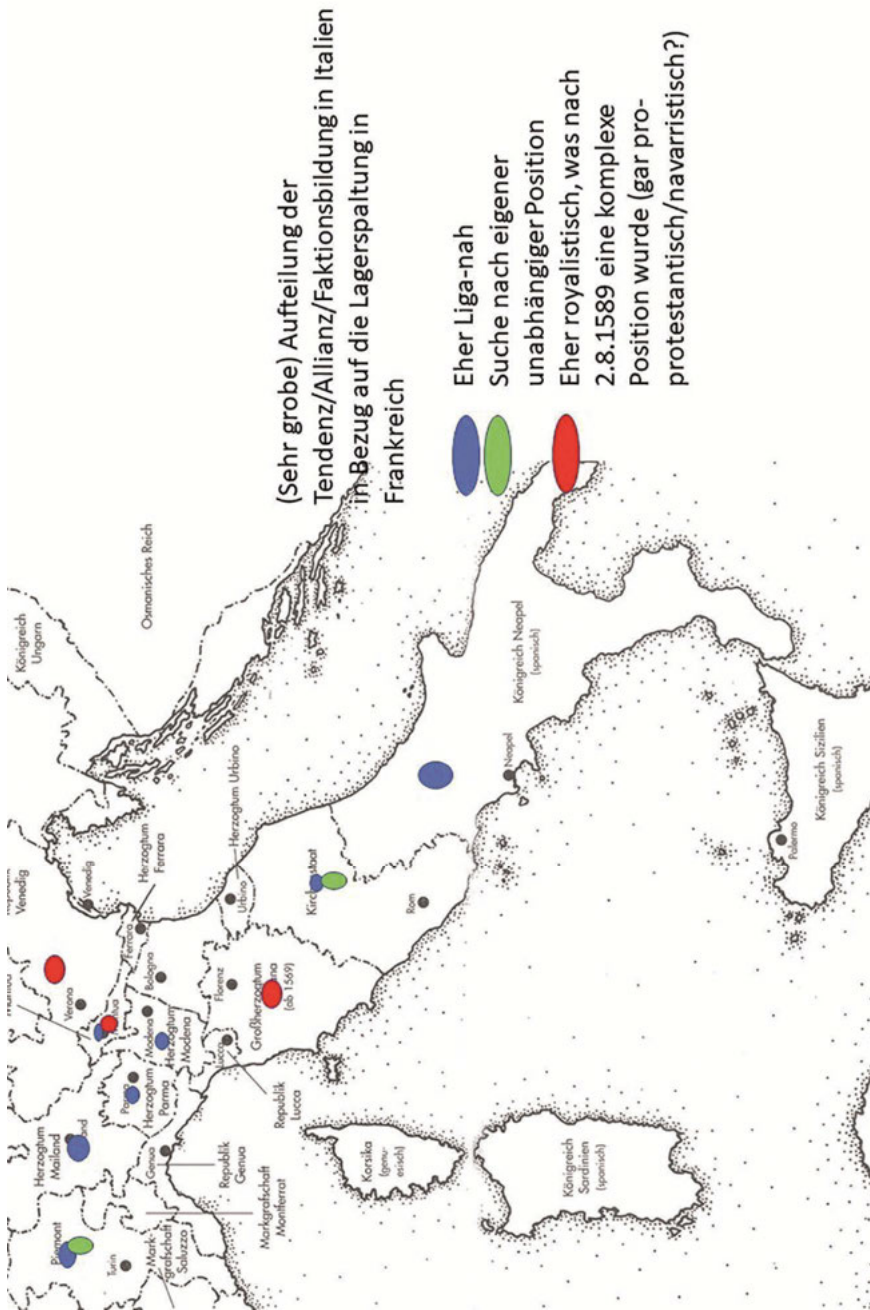 (Sehr grobe) Aufteilung der
Tendenz/Allianz/Faktionsbildung in Italien
in Bezug auf die Lagerspaltung in
Frankreich
Eher Liga-nah
Suche nach eigener
unabhängiger Position
Eher royalistisch, was nach
2.8.1589 eine komplexe
Position wurde (gar pro-
protestantisch/navarristisch?)
Königreich
Ungarn
Osmanisches Reich
Venedig
Venedig
Herzogtum
Ferrara
Ferrara
Verona
Herzogtum
Mailand
Piemont
Turin
Mark-
grafschaft
Saluzzo
Genua
Republik
Genua
Markgrafschaft
Montferrat
Herzogtum
Parma
Modena
Herzogtum
Modena
Bologna
Lucca
Republik
Lucca
Florenz
Großherzogtum
(ab 1569)
Herzogtum Urbino
Urbino
Rom
Korsika
(genu-
esisch)
Königreich
Sardinien
(spanisch)
Königreich Neapel
(spanisch)
Neapel
Palermo
Königreich Sizilien
(spanisch)